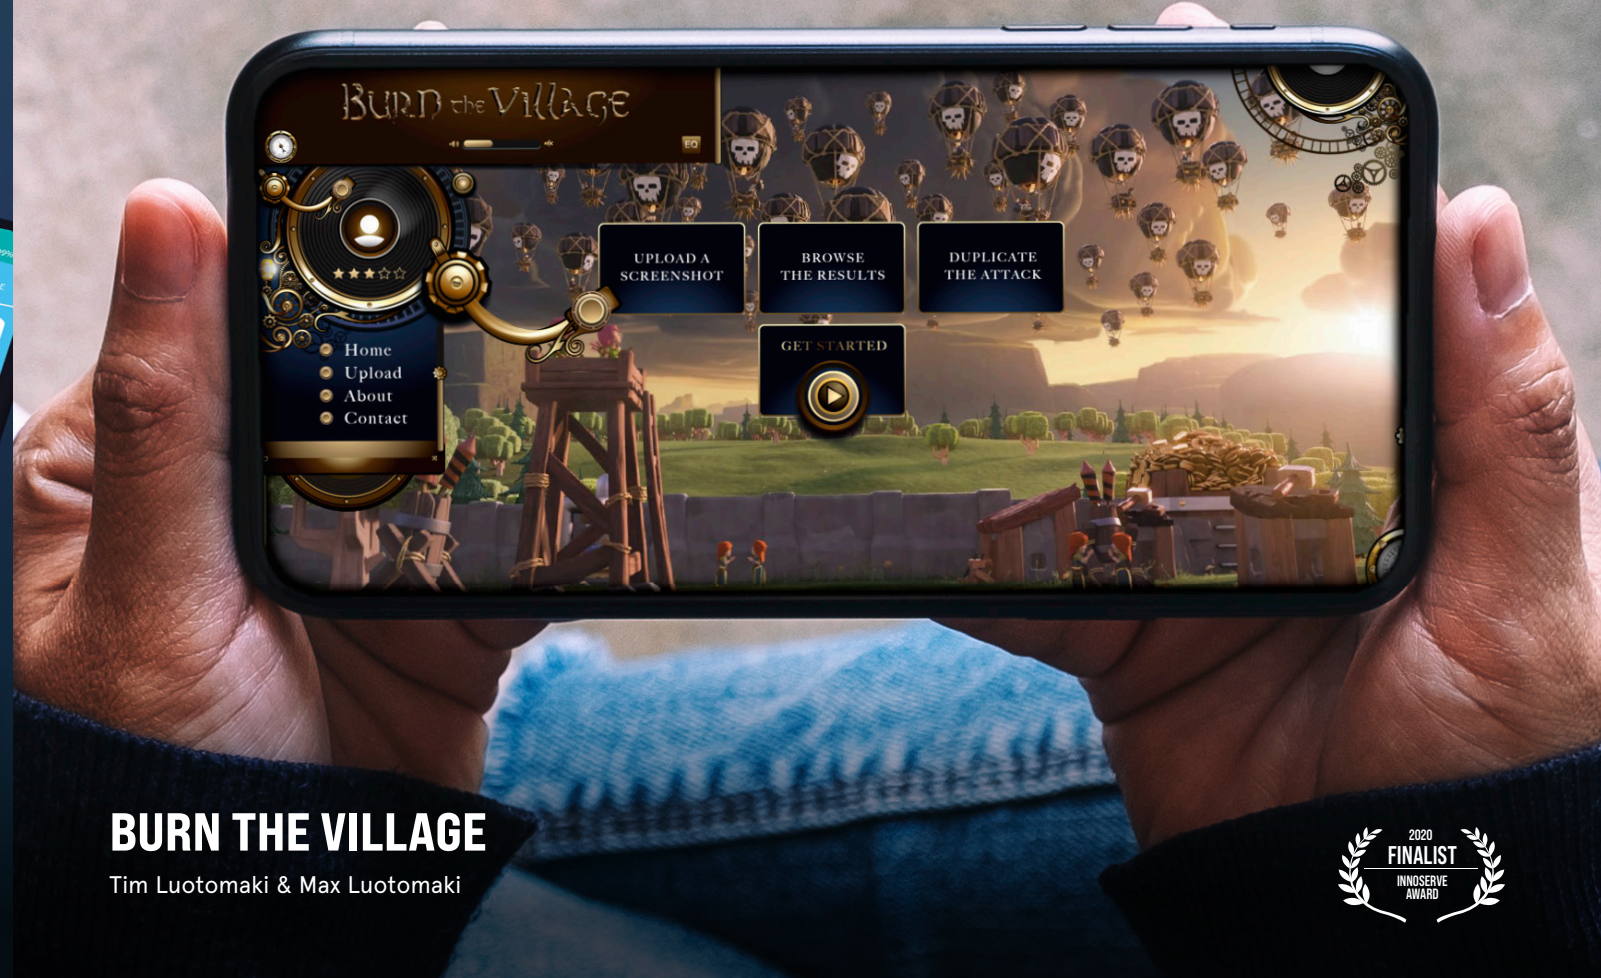 BURN THE VILLAGE
EQ
UPLOAD A
SCREENSHOT
BROWSE
THE RESULTS
DUPLICATE
THE ATTACK
GET STARTED
Home
Upload
About
Contact
BURN THE VILLAGE
Tim Luotomaki & Max Luotomaki
2020
FINALIST
INNOSERVE
AWARD